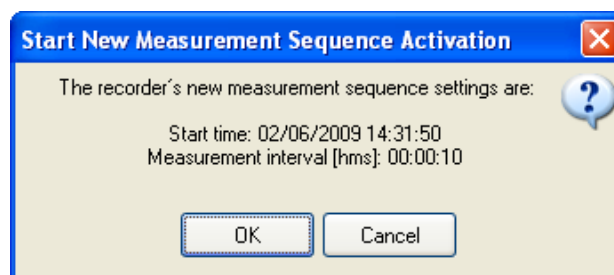 Start New Measurement Sequence Activation
The recorder´s new measurement sequence settings are:
Start time: 02/06/2009 14:31:50
Measurement interval [hms]: 00:00:10
OK
Cancel